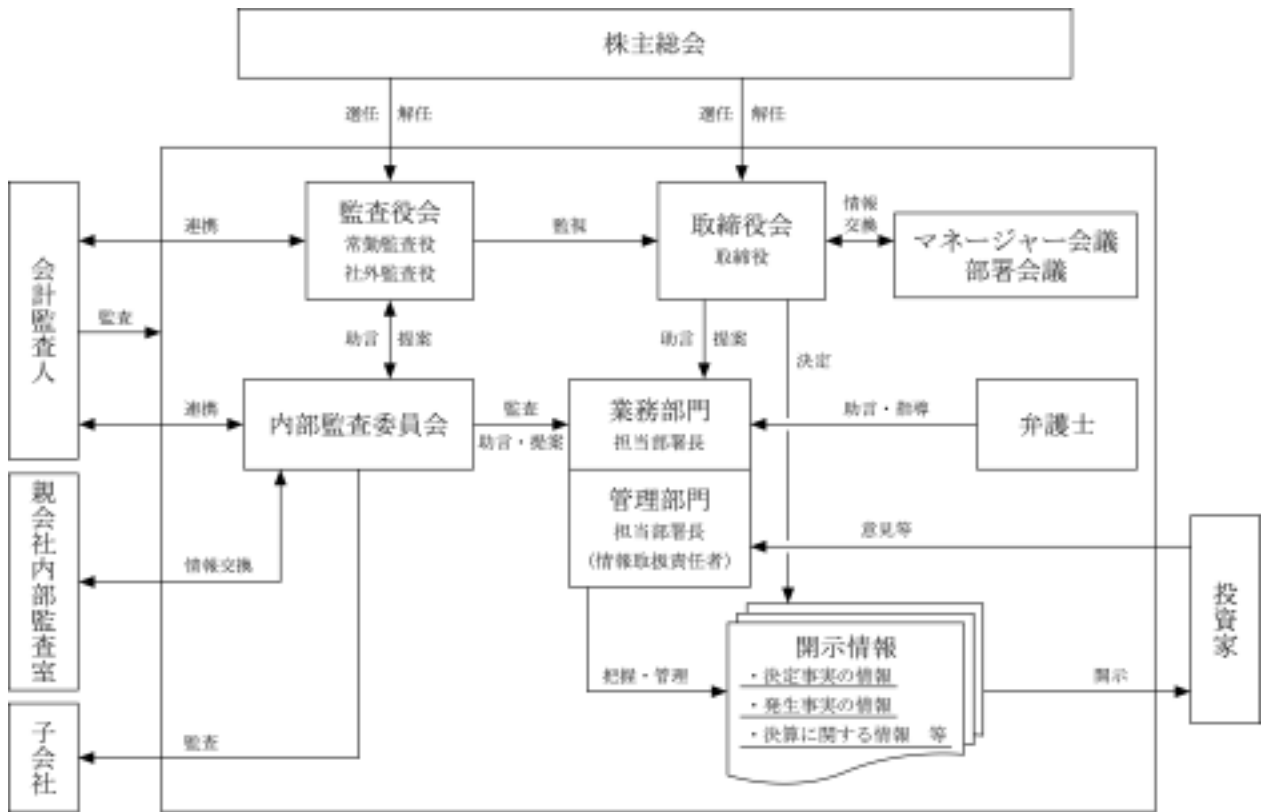 株主総会
選任 解任
選任 解任
監査役会
常勤監査役
社外監査役
監視
取締役会
取締役
情報
交換
マネージャー会議
部署会議
会計監査人
連携
監査
連携
助言 提案
助言 提案
決定
内部監査委員会
監査
助言・提案
業務部門
担当部署長
管理部門
担当部署長
(情報取扱責任者)
助言・指導
弁護士
親会社内部監査室
情報交換
意見等
投資家
把握・管理
開示情報
・決定事実の情報
・発生事実の情報
・決算に関する情報 等
開示
子会社
監査